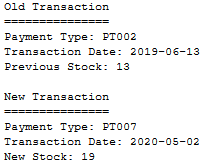 Old Transaction
===============
Payment Type: PT002
Transaction Date: 2019-06-13
Previous Stock: 13

New Transaction
===============
Payment Type: PT007
Transaction Date: 2020-05-02
New Stock: 19